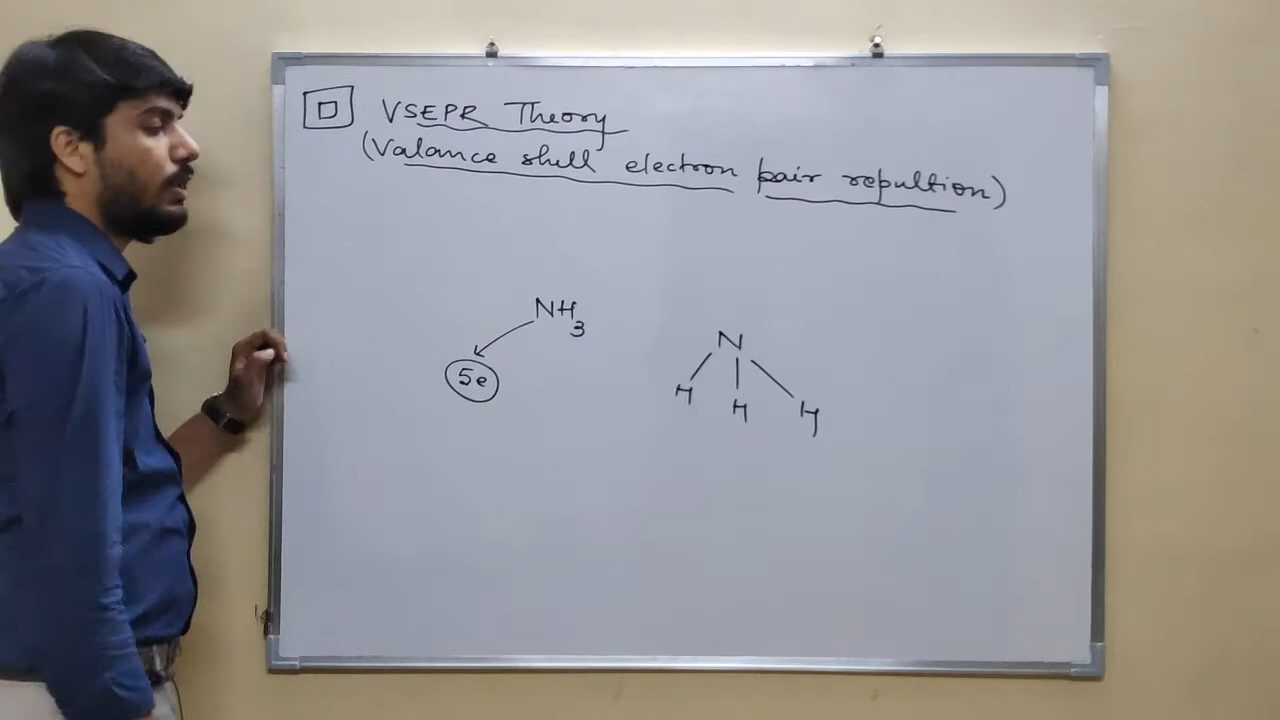 VSEPR Theory
(Valance shell electron pair repultion)
NH3
5e
N
H H H